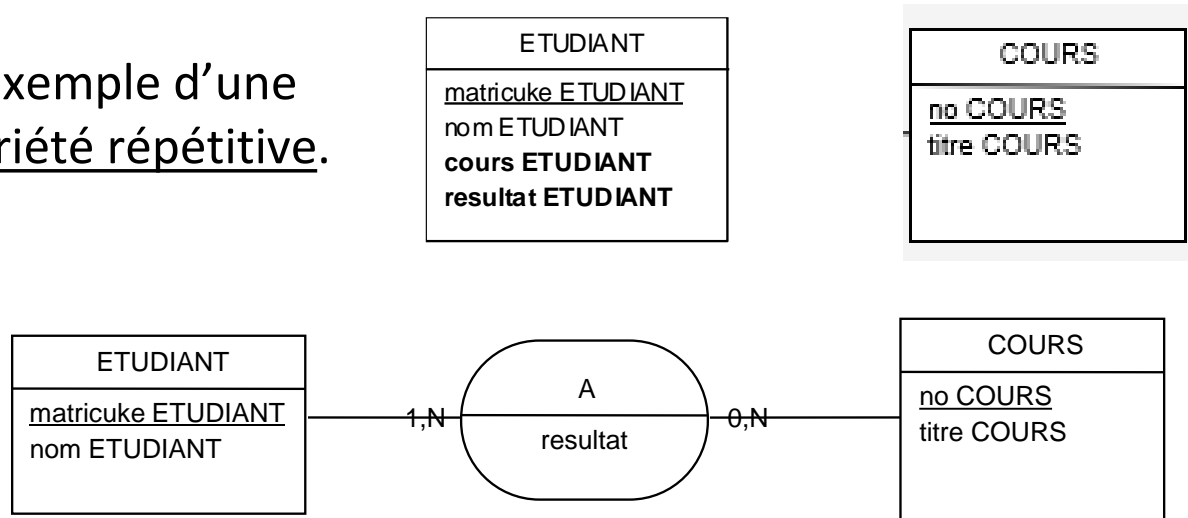 xemple d’une
riété répétitive.
ETUDIANT
matricuke ETUDIANT
nom ETUDIANT
cours ETUDIANT
resultat ETUDIANT
COURS
no COURS
titre COURS
ETUDIANT
matricuke ETUDIANT
nom ETUDIANT
1,N
A
resultat
0,N
COURS
no COURS
titre COURS